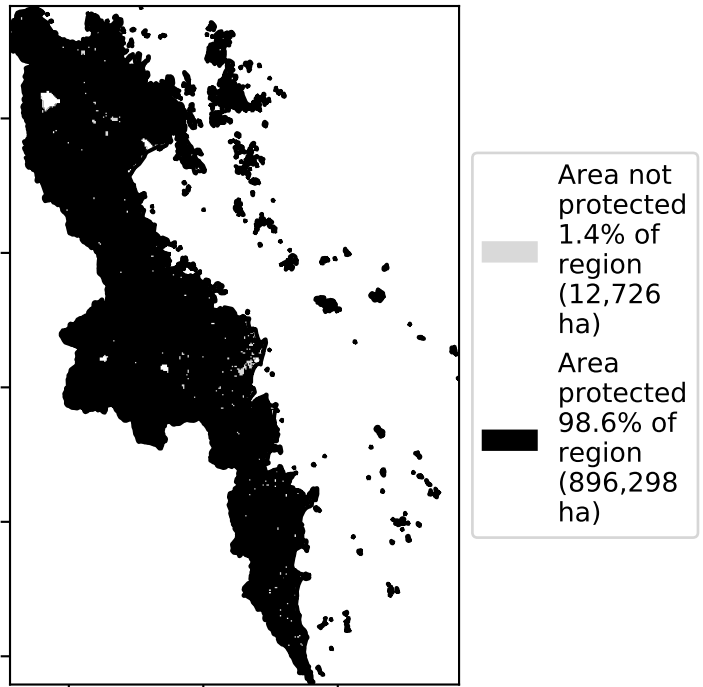 Area not
protected
1.4% of
region
(12,726
ha)
Area
protected
98.6% of
region
(896,298
ha)